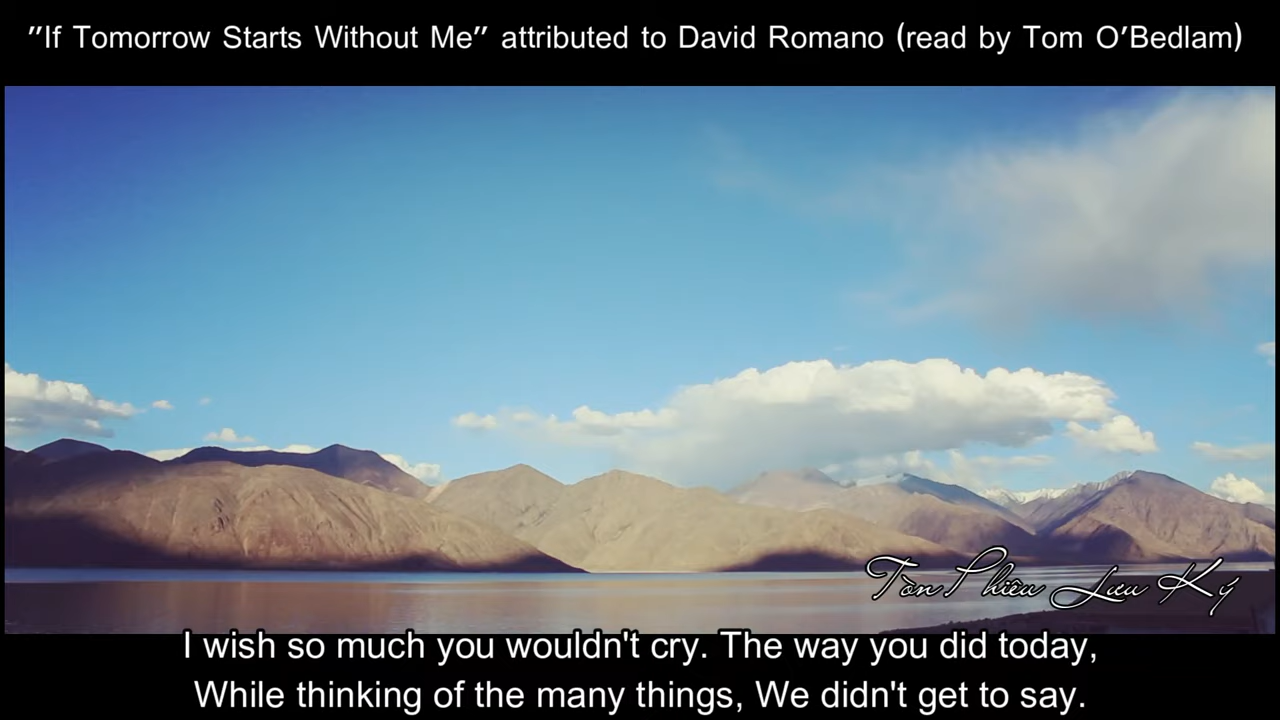 "If Tomorrow Starts Without Me" attributed to David Romano (read by Tom O'Bedlam)
Tàn Phiêu Lưu Ký
I wish so much you wouldn't cry. The way you did today,
While thinking of the many things, We didn't get to say.